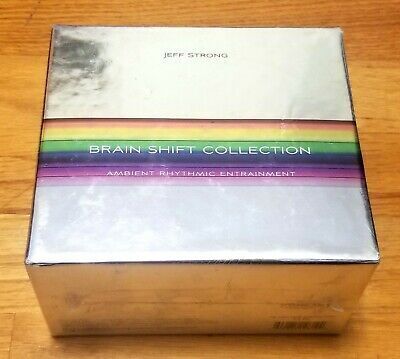 JEFF STRONG
BRAIN SHIFT COLLECTION
AMBIENT RHYTHMIC ENTRAINMENT